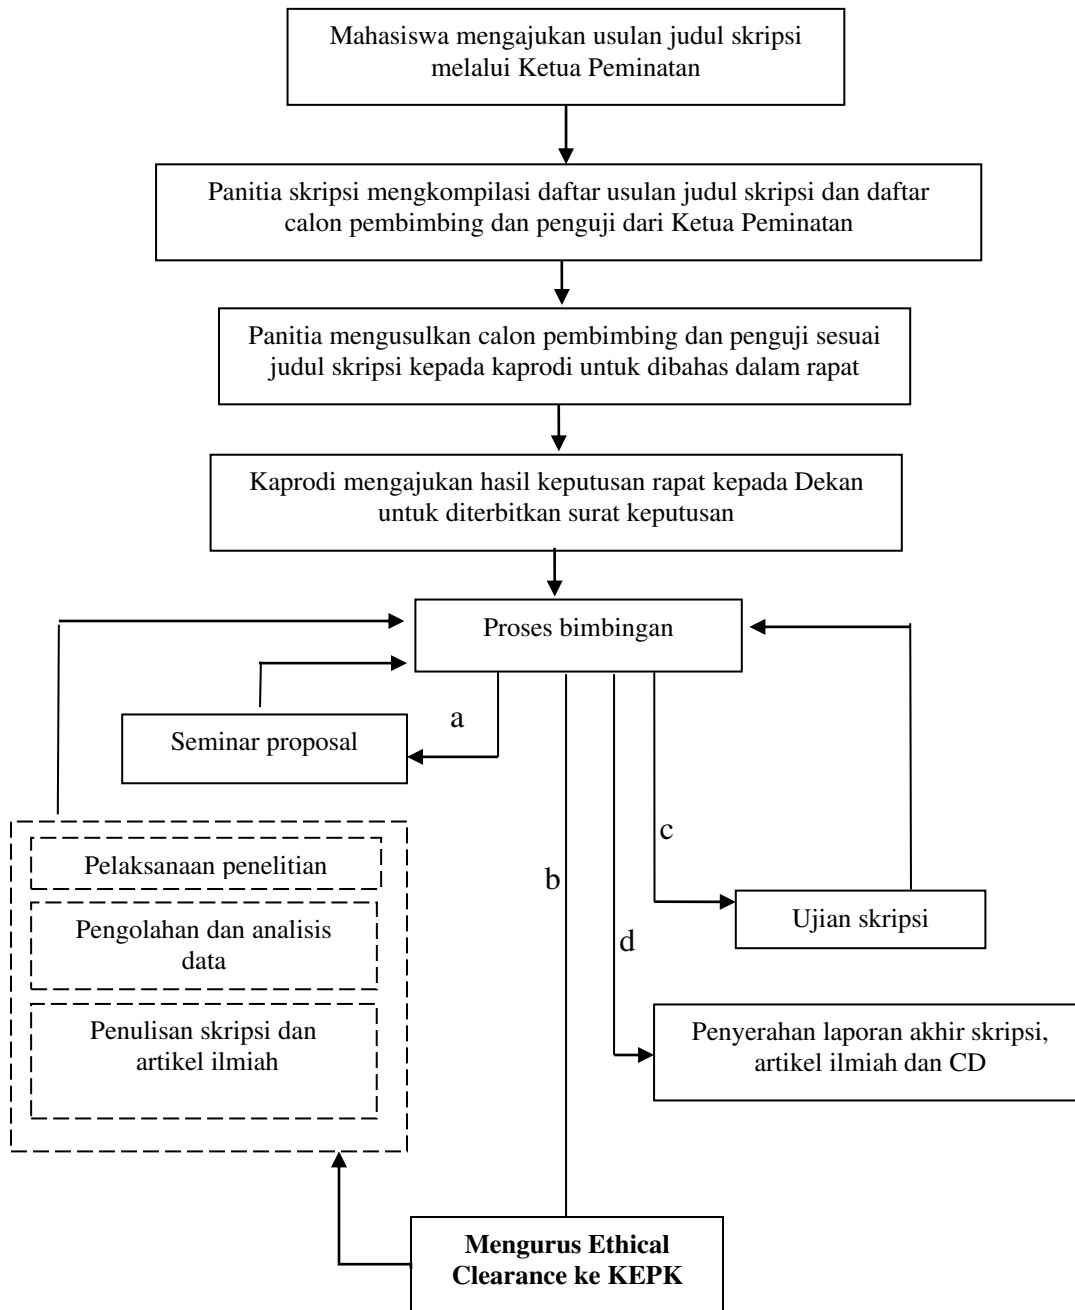 Mahasiswa mengajukan usulan judul skripsi
melalui Ketua Peminatan
Panitia skripsi mengkompilasi daftar usulan judul skripsi dan daftar
calon pembimbing dan penguji dari Ketua Peminatan
Panitia mengusulkan calon pembimbing dan penguji sesuai
judul skripsi kepada kaprodi untuk dibahas dalam rapat
Kaprodi mengajukan hasil keputusan rapat kepada Dekan
untuk diterbitkan surat keputusan
Proses bimbingan
a
Seminar proposal
Pelaksanaan penelitian
Pengolahan dan analisis
data
Penulisan skripsi dan
artikel ilmiah
b
c
d
Ujian skripsi
Penyerahan laporan akhir skripsi,
artikel ilmiah dan CD
Mengurus Ethical
Clearance ke KEPK